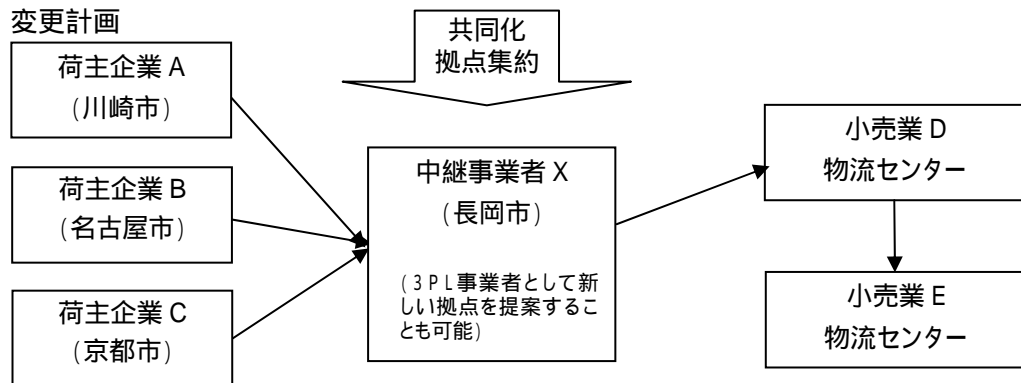 変更計画
共同化
拠点集約
荷主企業 A
(川崎市)
荷主企業 B
(名古屋市)
荷主企業 C
(京都市)
中継事業者 X
(長岡市)
(3PL事業者として新
しい拠点を提案するこ
とも可能)
小売業 D
物流センター
小売業 E
物流センター